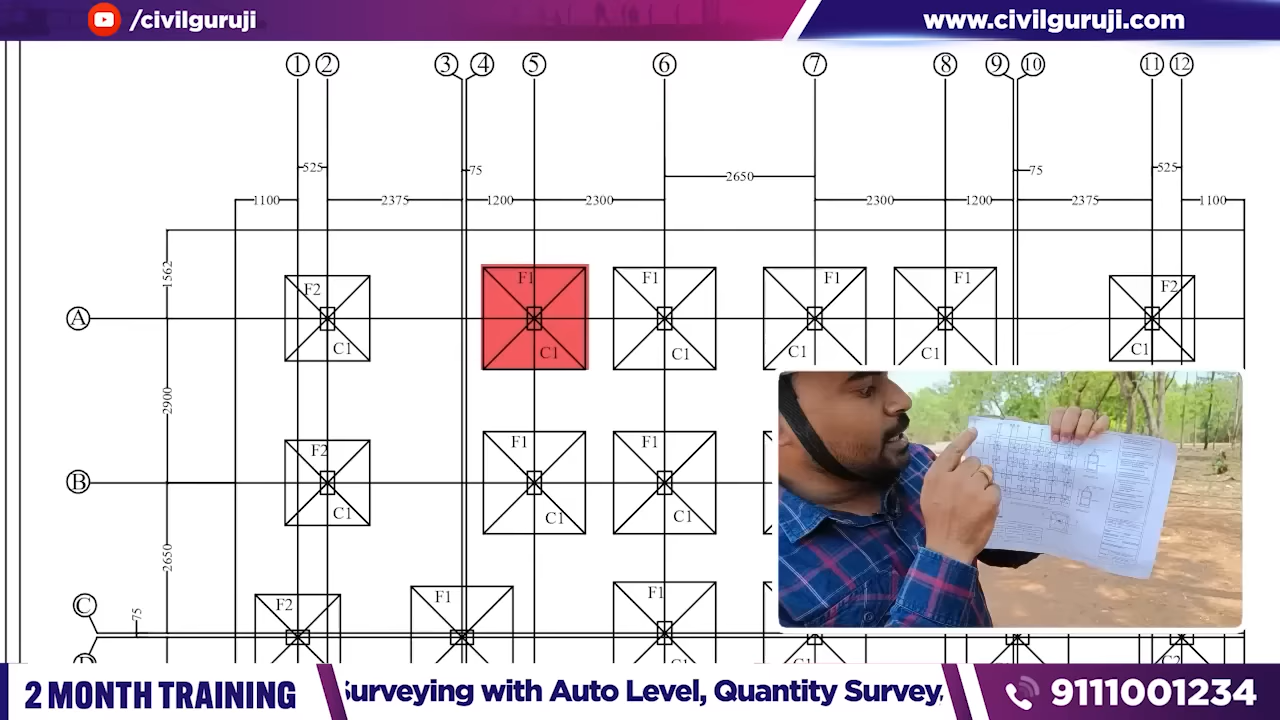 /civilguruji
www.civilguruji.com
1 2 3 4 5 6 7 8 9 10 11 12
525 75 2650 75 525
1100 2375 1200 2300 2300 1200 2375 1100
1562
F2 F1 F1 F1 F1 F2
A
C1 C1 C1 C1 C1 C1
2900
F2 F1 F1
B
C1 C1 C1
2650
F2 F1 F1
C
75
2 MONTH TRAINING
Surveying with Auto Level, Quantity Survey,
9111001234